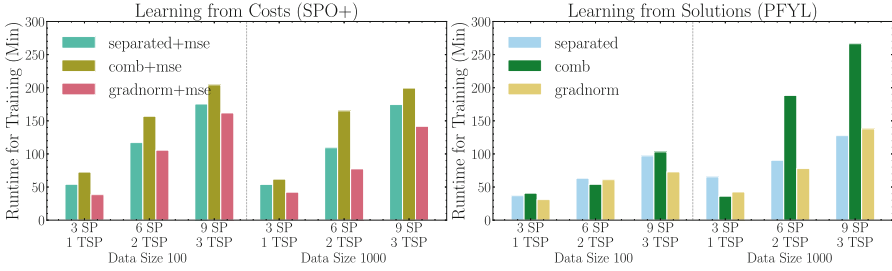 Learning from Costs (SPO+)
Runtime for Training (Min)
300
250
200
150
100
50
0
separated+mse
comb+mse
gradnorm+mse
3 SP 6 SP 9 SP 3 SP 6 SP 9 SP
1 TSP 2 TSP 3 TSP 1 TSP 2 TSP 3 TSP
Data Size 100 Data Size 1000
Learning from Solutions (PFYL)
Runtime for Training (Min)
300
250
200
150
100
50
0
separated
comb
gradnorm
3 SP 6 SP 9 SP 3 SP 6 SP 9 SP
1 TSP 2 TSP 3 TSP 1 TSP 2 TSP 3 TSP
Data Size 100 Data Size 1000